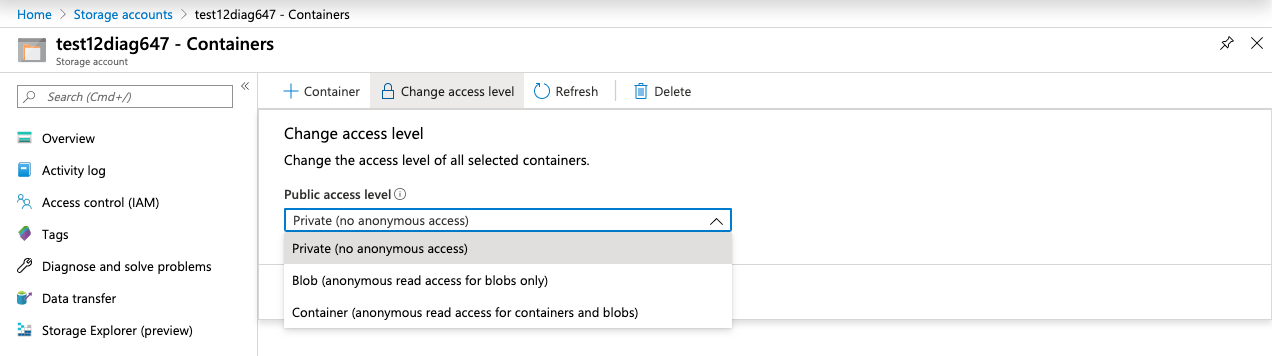 Home > Storage accounts > test12diag647 - Containers
test12diag647 - Containers
Storage account
Search (Cmd+/)
Overview
Activity log
Access control (IAM)
Tags
Diagnose and solve problems
Data transfer
Storage Explorer (preview)
Container Change access level Refresh Delete
Change access level
Change the access level of all selected containers.
Public access level
Private (no anonymous access)
Private (no anonymous access)
Blob (anonymous read access for blobs only)
Container (anonymous read access for containers and blobs)